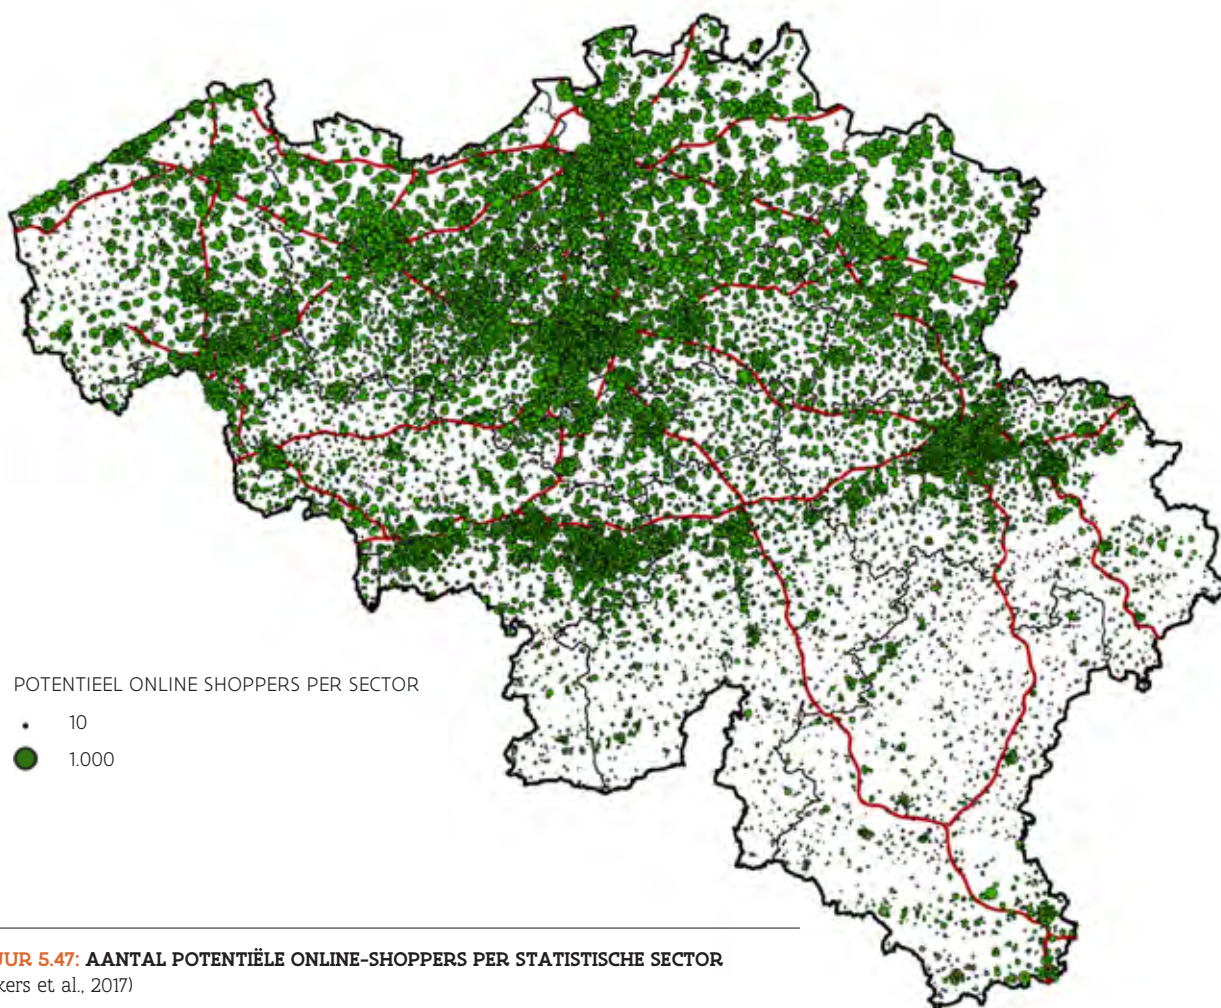 POTENTIEEL ONLINE SHOPPERS PER SECTOR
10
1.000
UUR 5.47: AANTAL POTENTIËLE ONLINE-SHOPPERS PER STATISTISCHE SECTOR
kers et al., 2017)